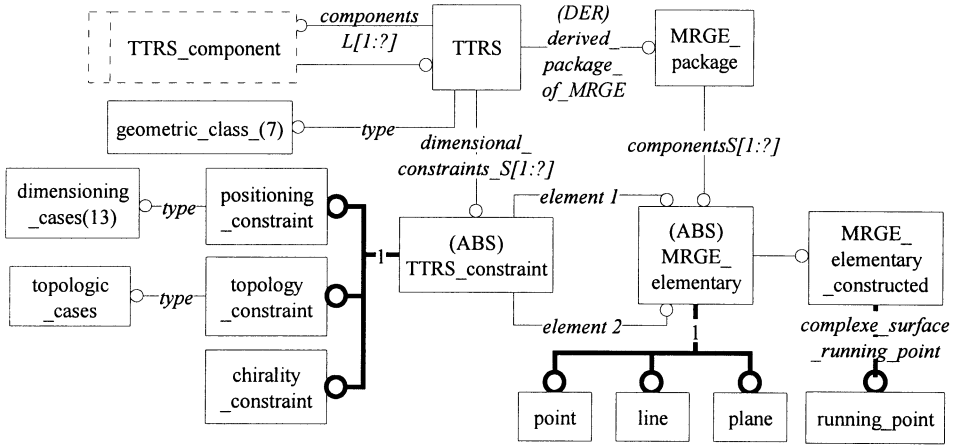 components
L[1:?]
TTRS_component
TTRS
(DER)
derived_
package_
of_MRGE
MRGE_
package
geometric_class_(7)
type
dimensional_
constraints_S[1:?]
componentsS[1:?]
dimensioning
_cases(13)
type
positioning
_constraint
element 1
(ABS)
TTRS_constraint
1
(ABS)
MRGE_
elementary
MRGE_
elementary
_constructed
topologic
_cases
type
topology
_constraint
element 2
1
complexe_surface
_running_point
chirality
_constraint
point
line
plane
running_point